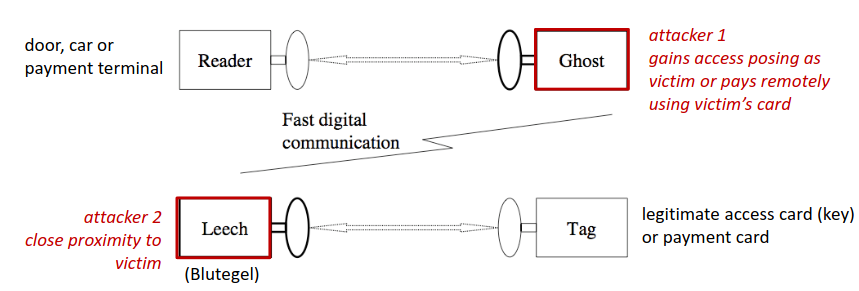 door, car or
payment terminal
Reader
Ghost
attacker 1
gains access posing as
victim or pays remotely
using victim's card
Fast digital
communication
attacker 2
close proximity to
victim
Leech
(Blutegel)
Tag
legitimate access card (key)
or payment card